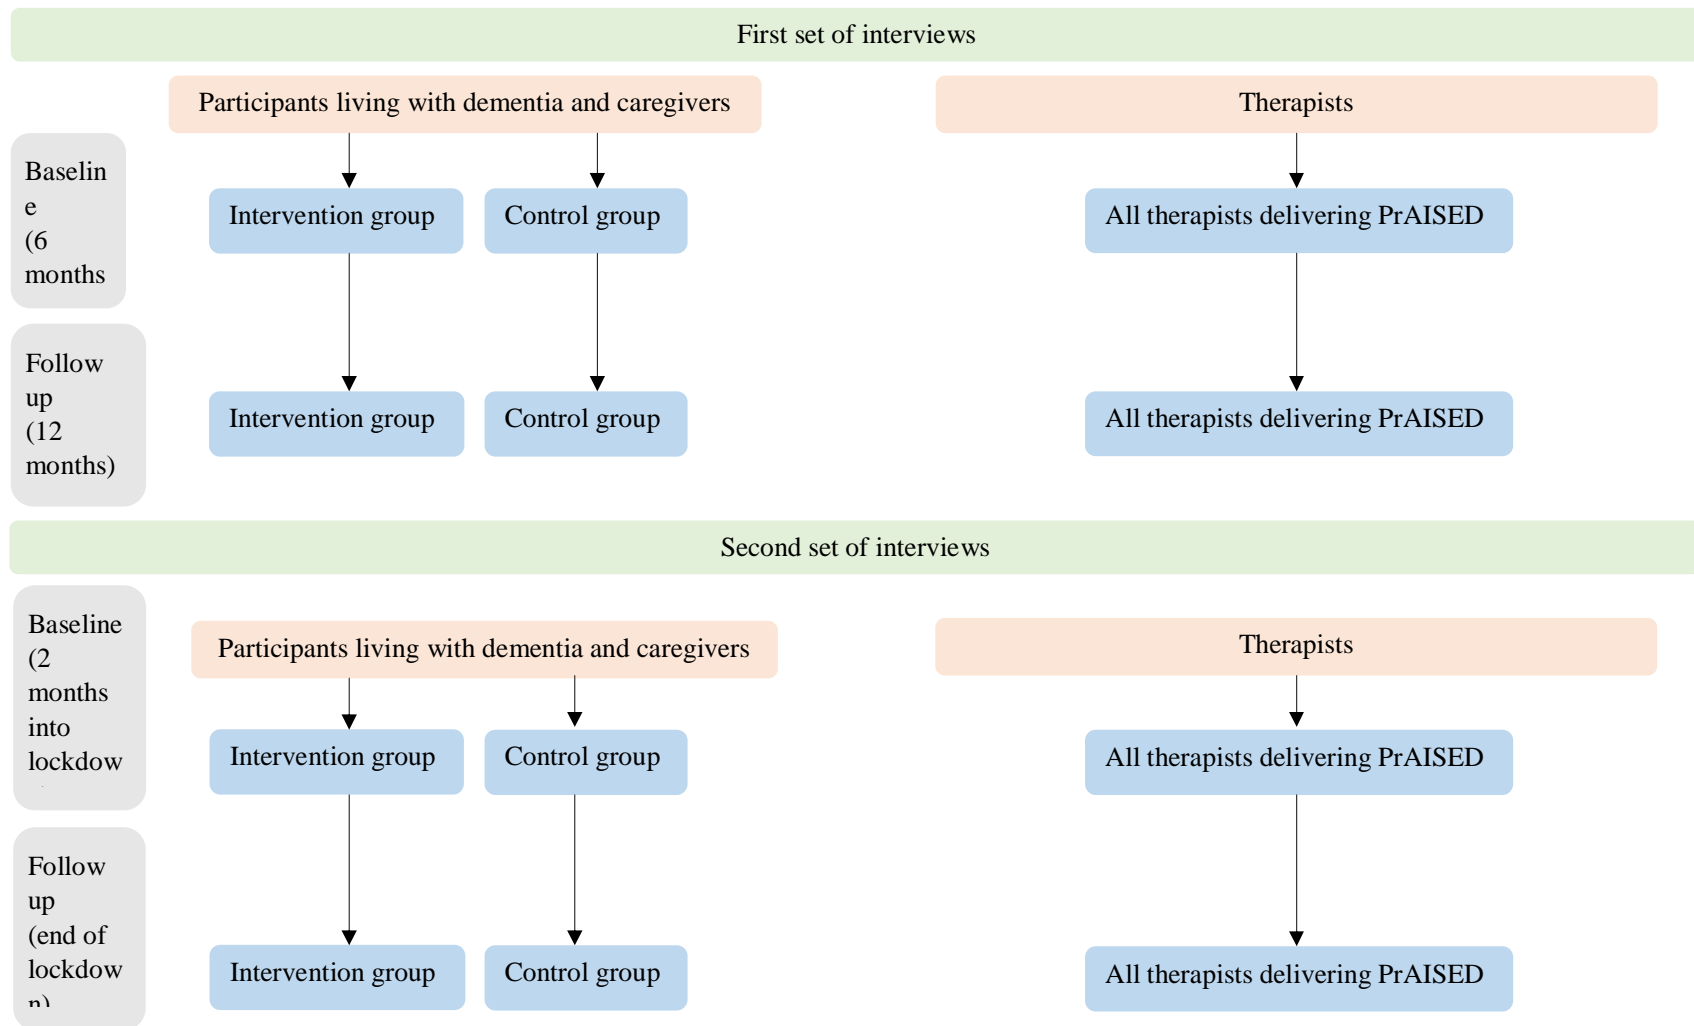 First set of interviews
Participants living with dementia and caregivers
Therapists
Baselin
e
(6
months
Intervention group
Control group
All therapists delivering PrAISED
Follow
up
(12
months)
Intervention group
Control group
All therapists delivering PrAISED
Second set of interviews
Baseline
(2
months
into
lockdow
Participants living with dementia and caregivers
Therapists
Intervention group
Control group
All therapists delivering PrAISED
Follow
up
(end of
lockdow
n)
Intervention group
Control group
All therapists delivering PrAISED